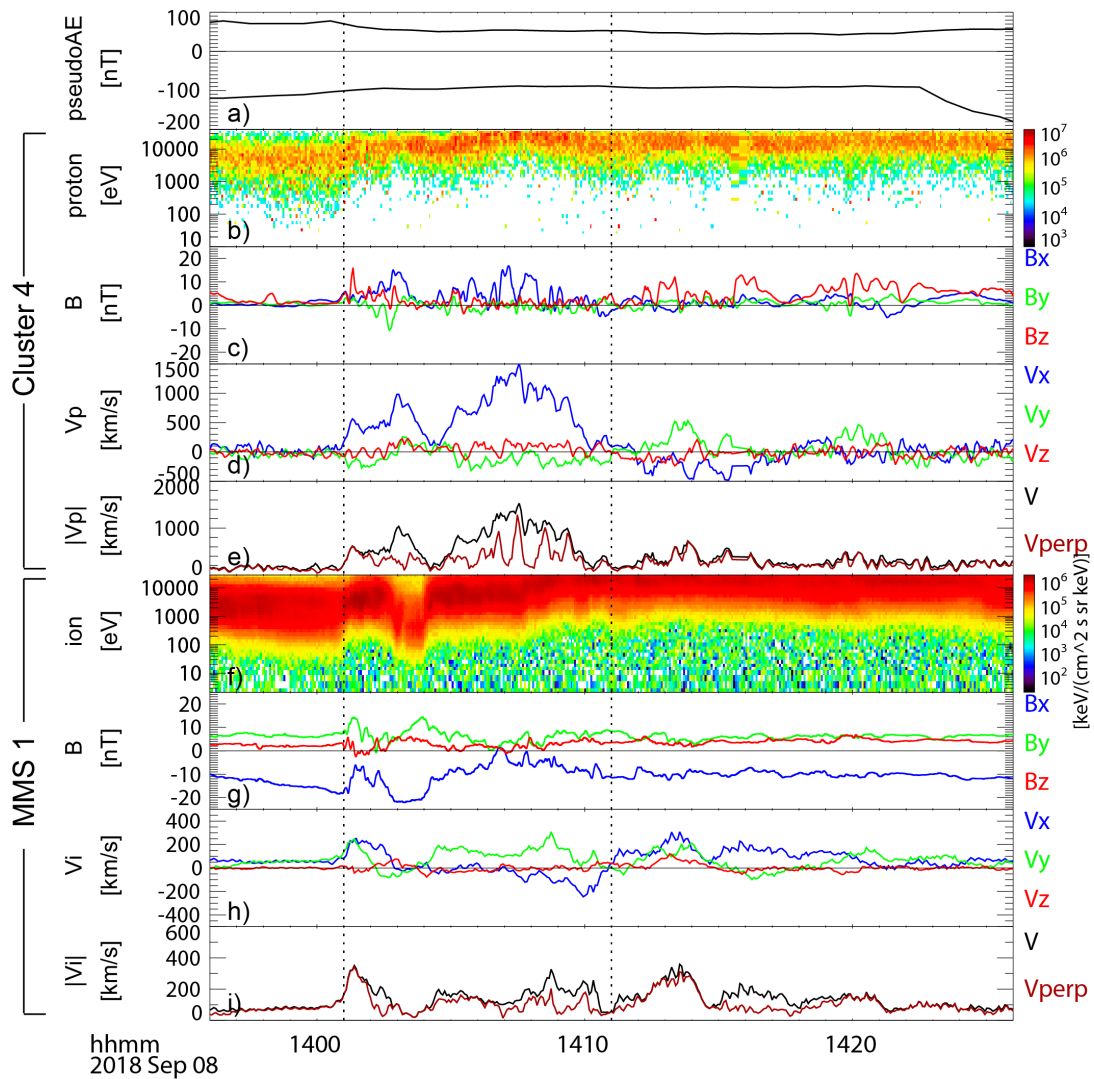 pseudoAE
[nT]
100
0
-100
-200
a)
Cluster 4
proton
[eV]
10000
1000
100
10
b)
10^7
10^6
10^5
10^4
10^3
B
[nT]
20
10
0
-10
-20
c)
Bx
By
Bz
Vp
[km/s]
1500
1000
500
0
-500
d)
Vx
Vy
Vz
|Vp|
[km/s]
2000
1000
0
e)
V
Vperp
MMS 1
ion
[eV]
10000
1000
100
10
f)
10^6
10^5
10^4
10^3
10^2
[keV/(cm^2 s sr keV)]
B
[nT]
20
10
0
-10
-20
g)
Bx
By
Bz
Vi
[km/s]
400
200
0
-200
-400
h)
Vx
Vy
Vz
|Vi|
[km/s]
600
400
200
0
i)
V
Vperp
hhmm 1400 1410 1420
2018 Sep 08